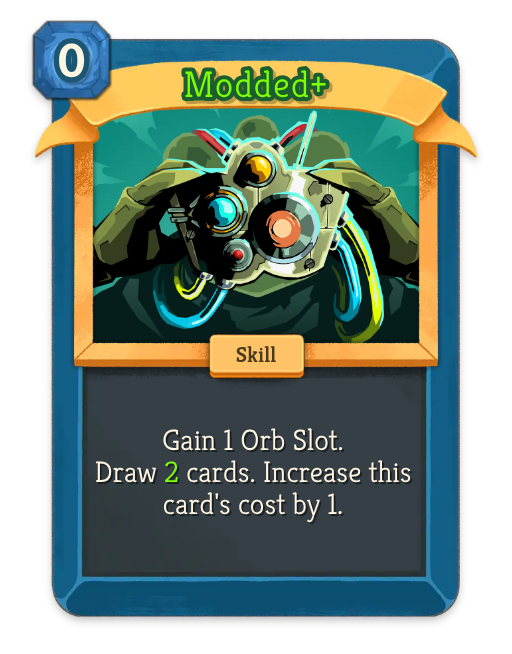 0
Modded+
Skill
Gain 1 Orb Slot.
Draw 2 cards. Increase this
card's cost by 1.